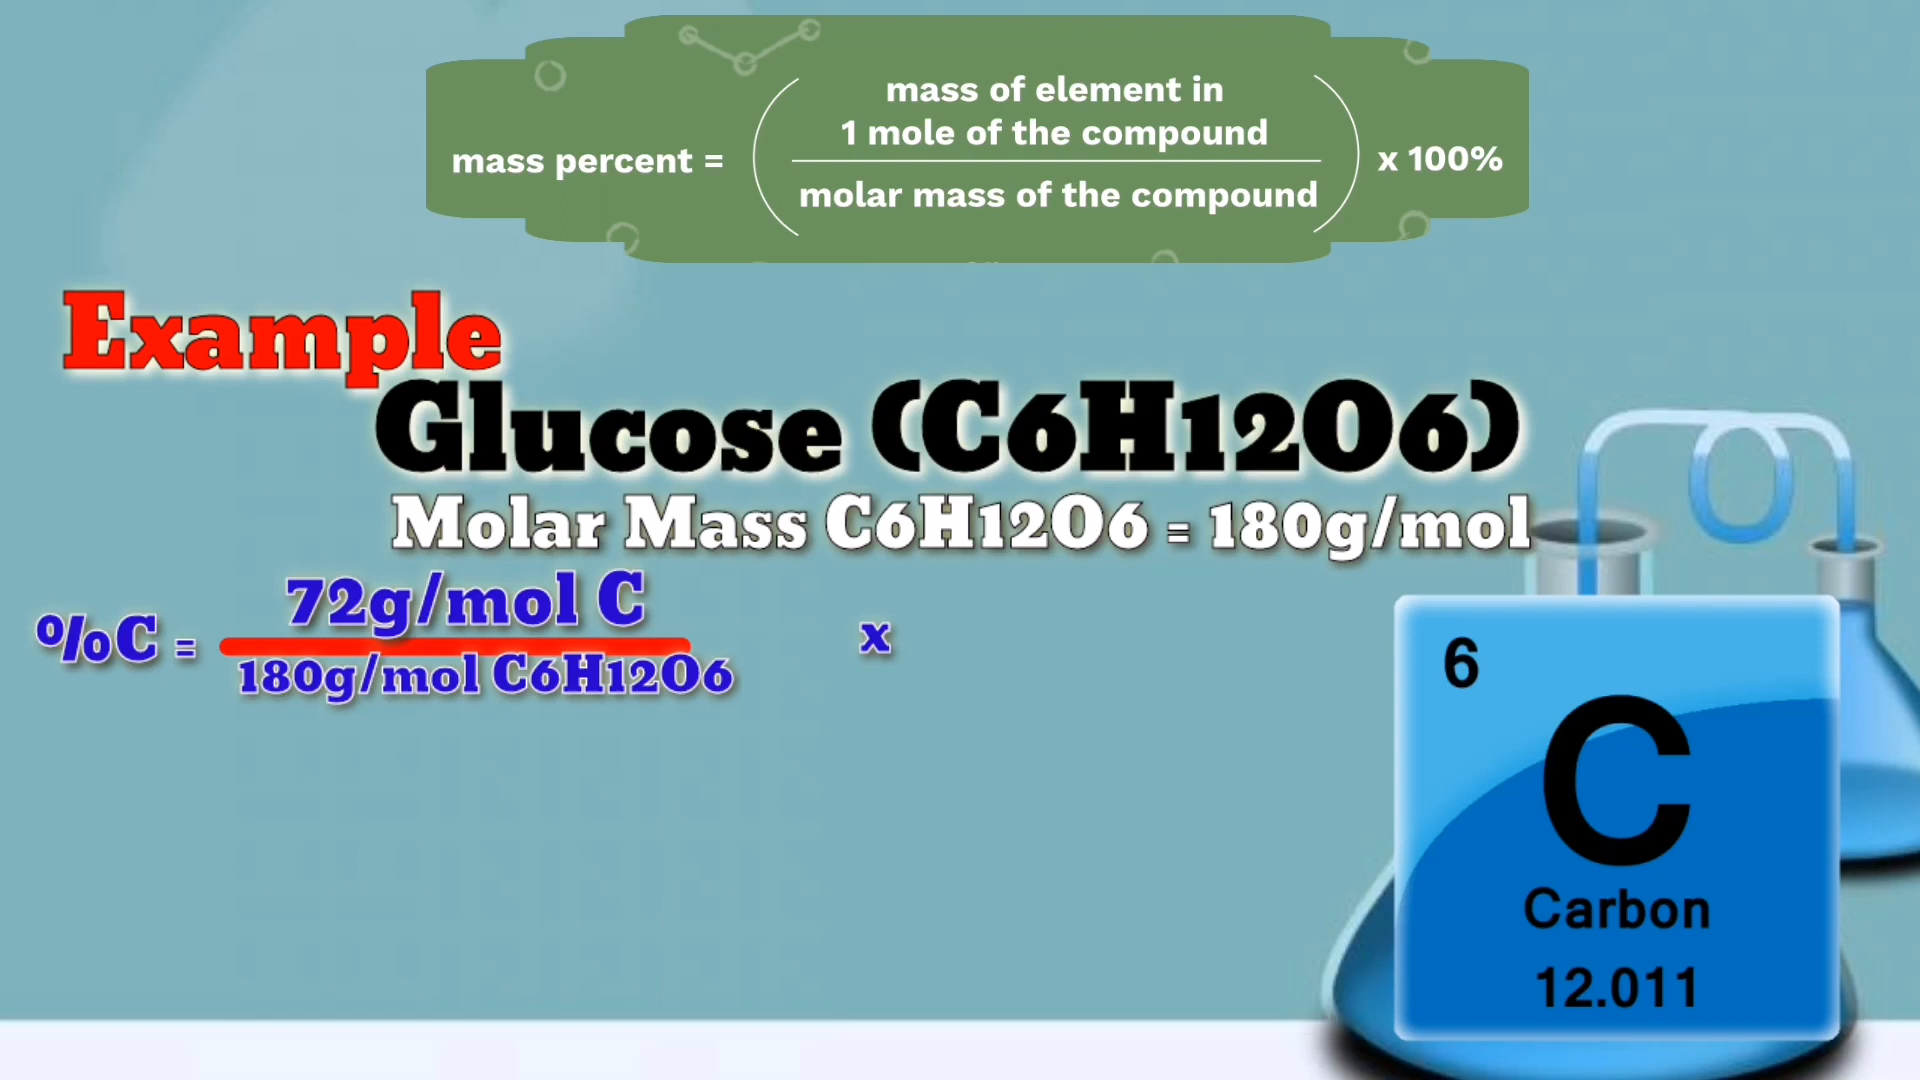 mass of element in
1 mole of the compound
mass percent = x 100%
molar mass of the compound
Example
Glucose (C6H12O6)
Molar Mass C6H12O6 = 180g/mol
72g/mol C
%C = x
180g/mol C6H12O6
6
C
Carbon
12.011